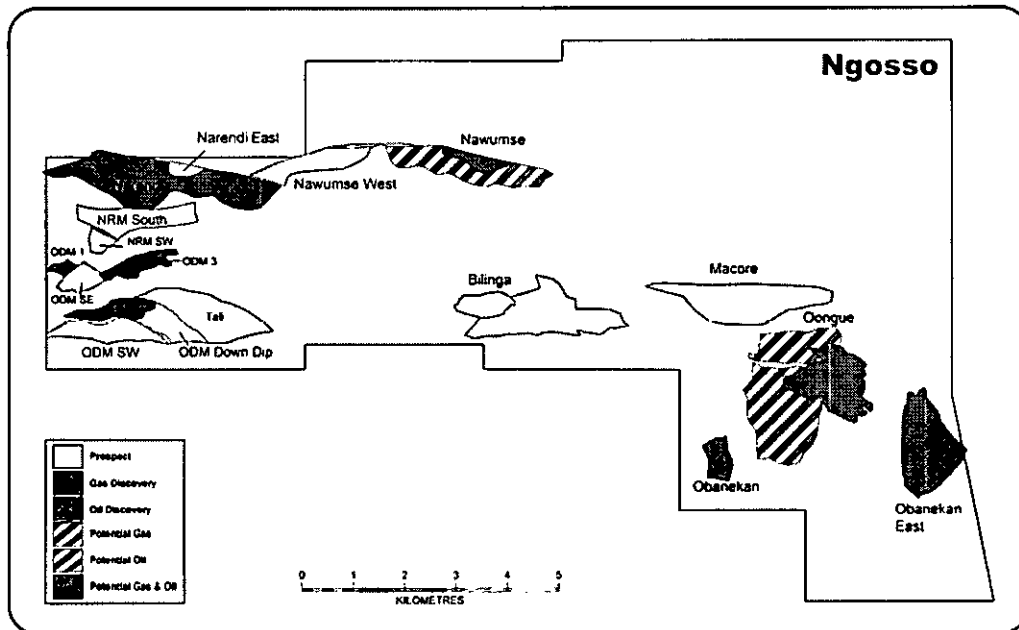 Ngosso
Narendi East
Nawumse
Nawumse West
NRM South
NRM SW
ODM 1
ODM 3
ODM SE
Tali
ODM SW
ODM Down Dip
Bilinga
Macore
Oongue
Obanekan
Obanekan
East
Prospect
Gas Discovery
Oil Discovery
Potential Gas
Potential Oil
Potential Gas & Oil
0 1 2 3 4 5
KILOMETRES